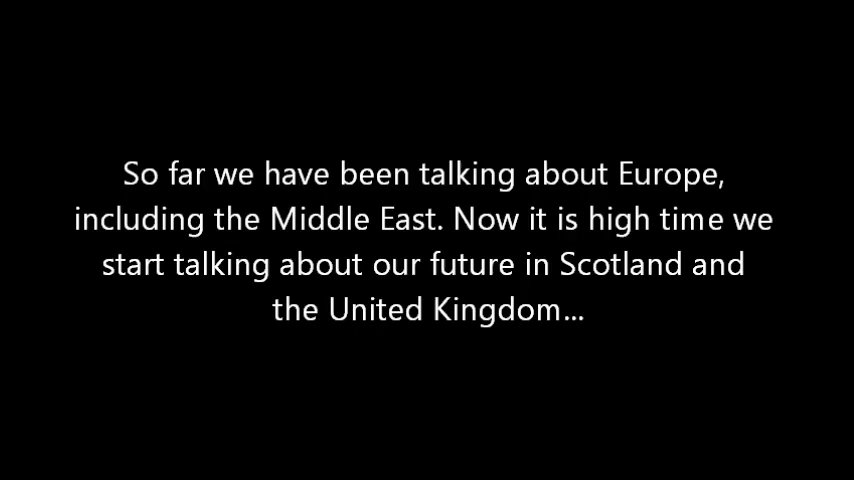 So far we have been talking about Europe,
including the Middle East. Now it is high time we
start talking about our future in Scotland and
the United Kingdom...